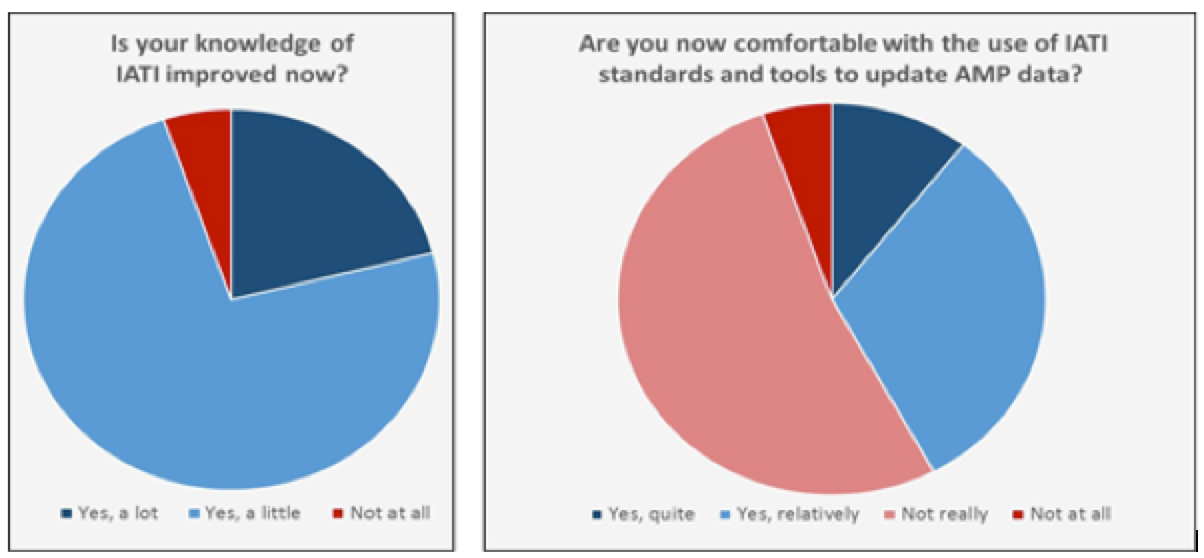 Is your knowledge of
IATI improved now?
Yes, a lot Yes, a little Not at all
Are you now comfortable with the use of IATI
standards and tools to update AMP data?
Yes, quite Yes, relatively Not really Not at all